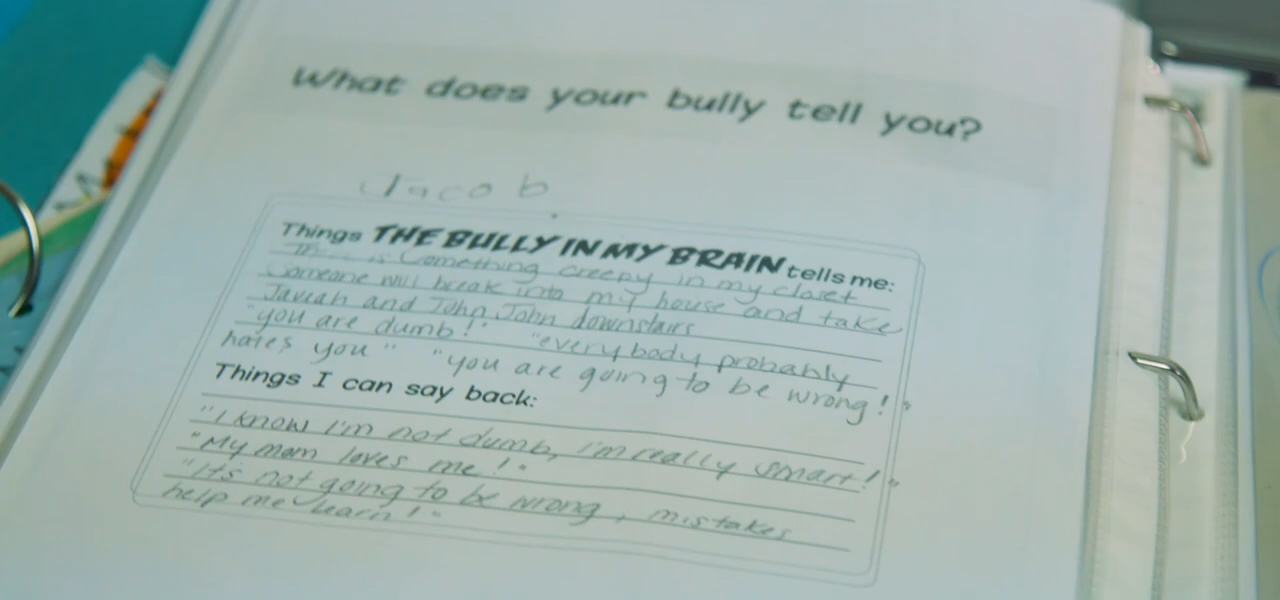 What does your bully tell you?
Jacob
Things THE BULLY IN MY BRAIN tells me:
is something creepy in my closet
Someone will break into my house and take
and John John downstairs
"you are dumb!" "everybody probably
hates you" "you are going to be wrong!"
Things I can say back:
"I know I'm not dumb, I'm really smart!"
"My mom loves me!"
"It's not going to be wrong, mistakes
help me learn!"